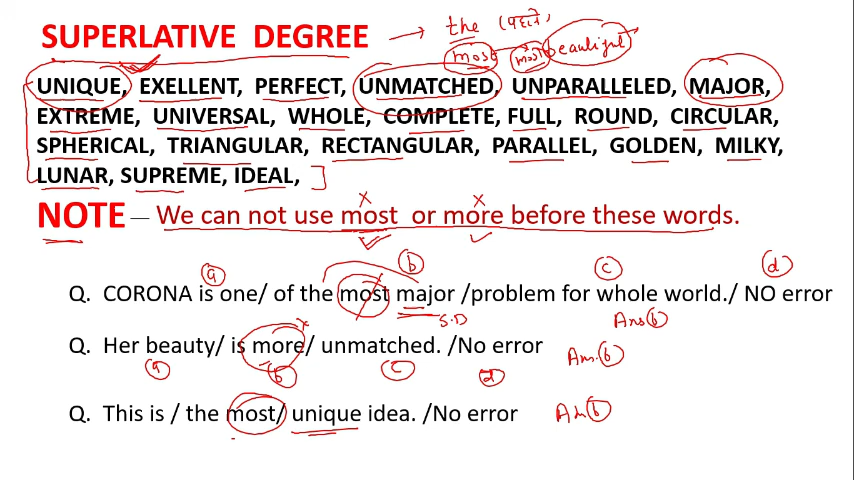 SUPERLATIVE DEGREE → the (पहले)
most most beautiful
UNIQUE, EXELLENT, PERFECT, UNMATCHED, UNPARALLELED, MAJOR,
EXTREME, UNIVERSAL, WHOLE, COMPLETE, FULL, ROUND, CIRCULAR,
SPHERICAL, TRIANGULAR, RECTANGULAR, PARALLEL, GOLDEN, MILKY,
LUNAR, SUPREME, IDEAL, ]
x x
NOTE – We can not use most or more before these words.
a b c d
Q. CORONA is one/ of the most major /problem for whole world./ NO error
S.D Ans b
Q. Her beauty/ is more/ unmatched. /No error Ans. b
a b c d
Q. This is / the most/ unique idea. /No error An b